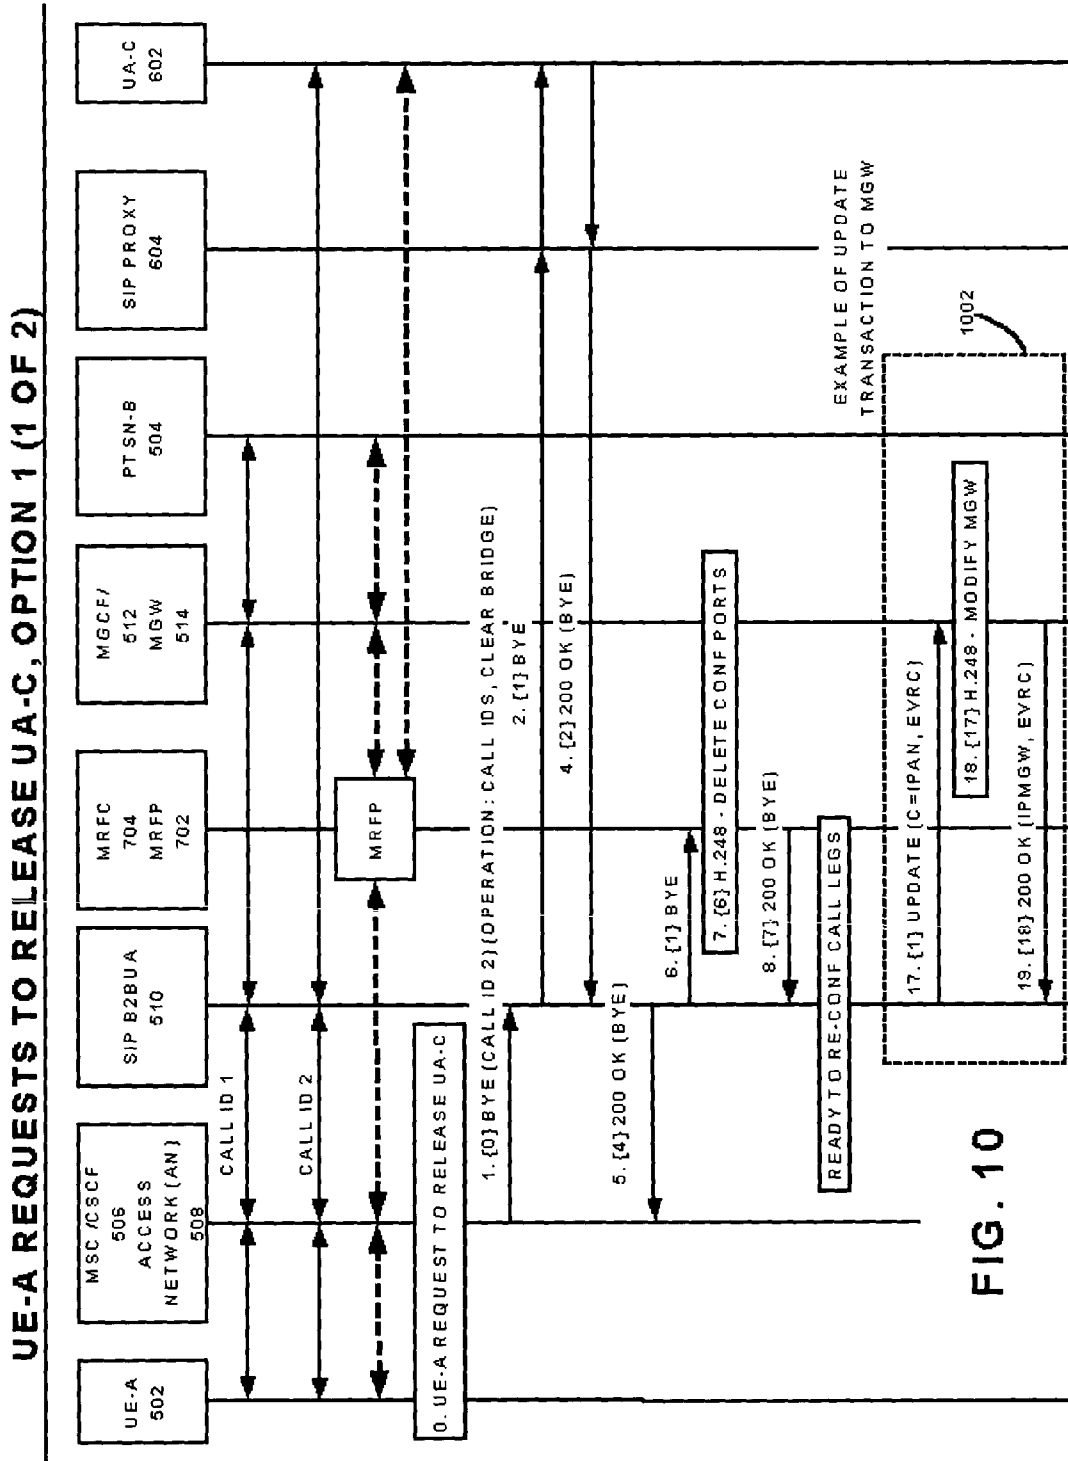 UE-A REQUESTS TO RELEASE UA-C, OPTION 1 (1 OF 2)
UE-A
502
MSC /CSCF
506
ACCESS
NETWORK (AN)
508
SIP B2BUA
510
MRFC
704
MRFP
702
MGCF/
512
MGW
514
PTSN-B
504
SIP PROXY
604
UA-C
602
CALL ID 1
CALL ID 2
MRFP
0. UE-A REQUEST TO RELEASE UA-C
1. {0} BYE (CALL ID 2) (OPERATION: CALL IDS, CLEAR BRIDGE)
2. {1} BYE
4. {2} 200 OK (BYE)
5. {4} 200 OK (BYE)
6. {1} BYE
7. {6} H.248 - DELETE CONF PORTS
8. {7} 200 OK (BYE)
READY TO RE-CONF CALL LEGS
EXAMPLE OF UPDATE
TRANSACTION TO MGW
1002
17. {1} UPDATE (C=IPAN, EVRC)
18. {17} H.248 - MODIFY MGW
19. {18} 200 OK (IPMGW, EVRC)
FIG. 10